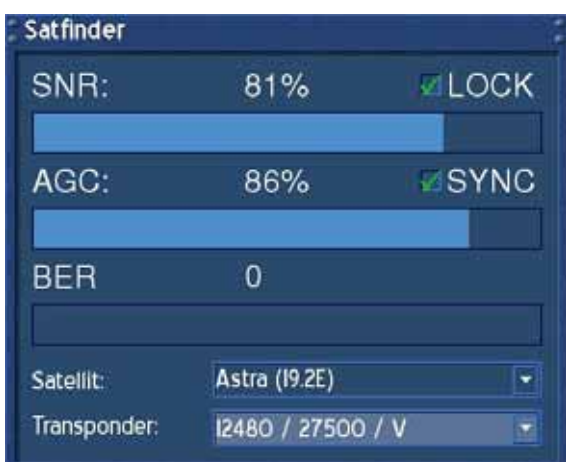 Satfinder
SNR: 81% LOCK
AGC: 86% SYNC
BER 0
Satellit: Astra (19.2E)
Transponder: 12480 / 27500 / V